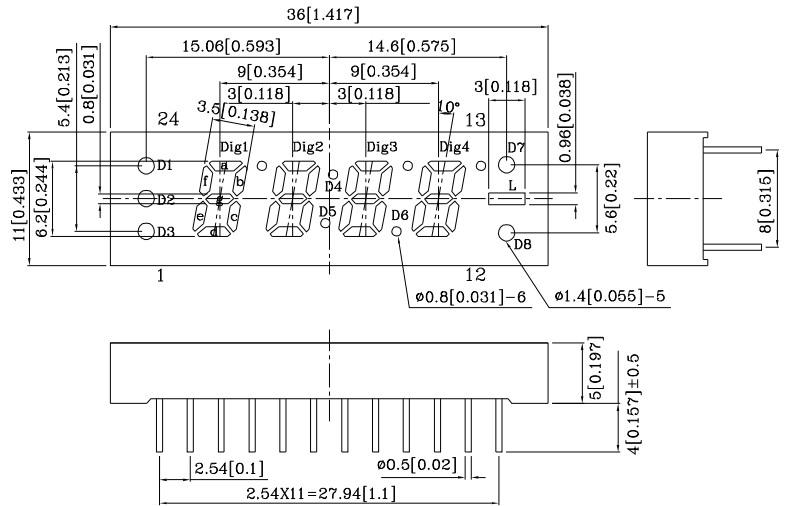 36[1.417]
15.06[0.593]
14.6[0.575]
9[0.354]
9[0.354]
3[0.118]
3[0.118]
3[0.118]
3.5[0.138]
10°
5.4[0.213]
0.8[0.031]
0.96[0.038]
24
13
Dig1
Dig2
Dig3
Dig4
D7
D1
a
f
b
D4
L
D2
g
e
c
D5
D6
D3
d
D8
11[0.433]
6.2[0.244]
5.6[0.22]
8[0.315]
1
12
ø0.8[0.031]-6
ø1.4[0.055]-5
5[0.197]
4[0.157]±0.5
2.54[0.1]
ø0.5[0.02]
2.54X11=27.94[1.1]